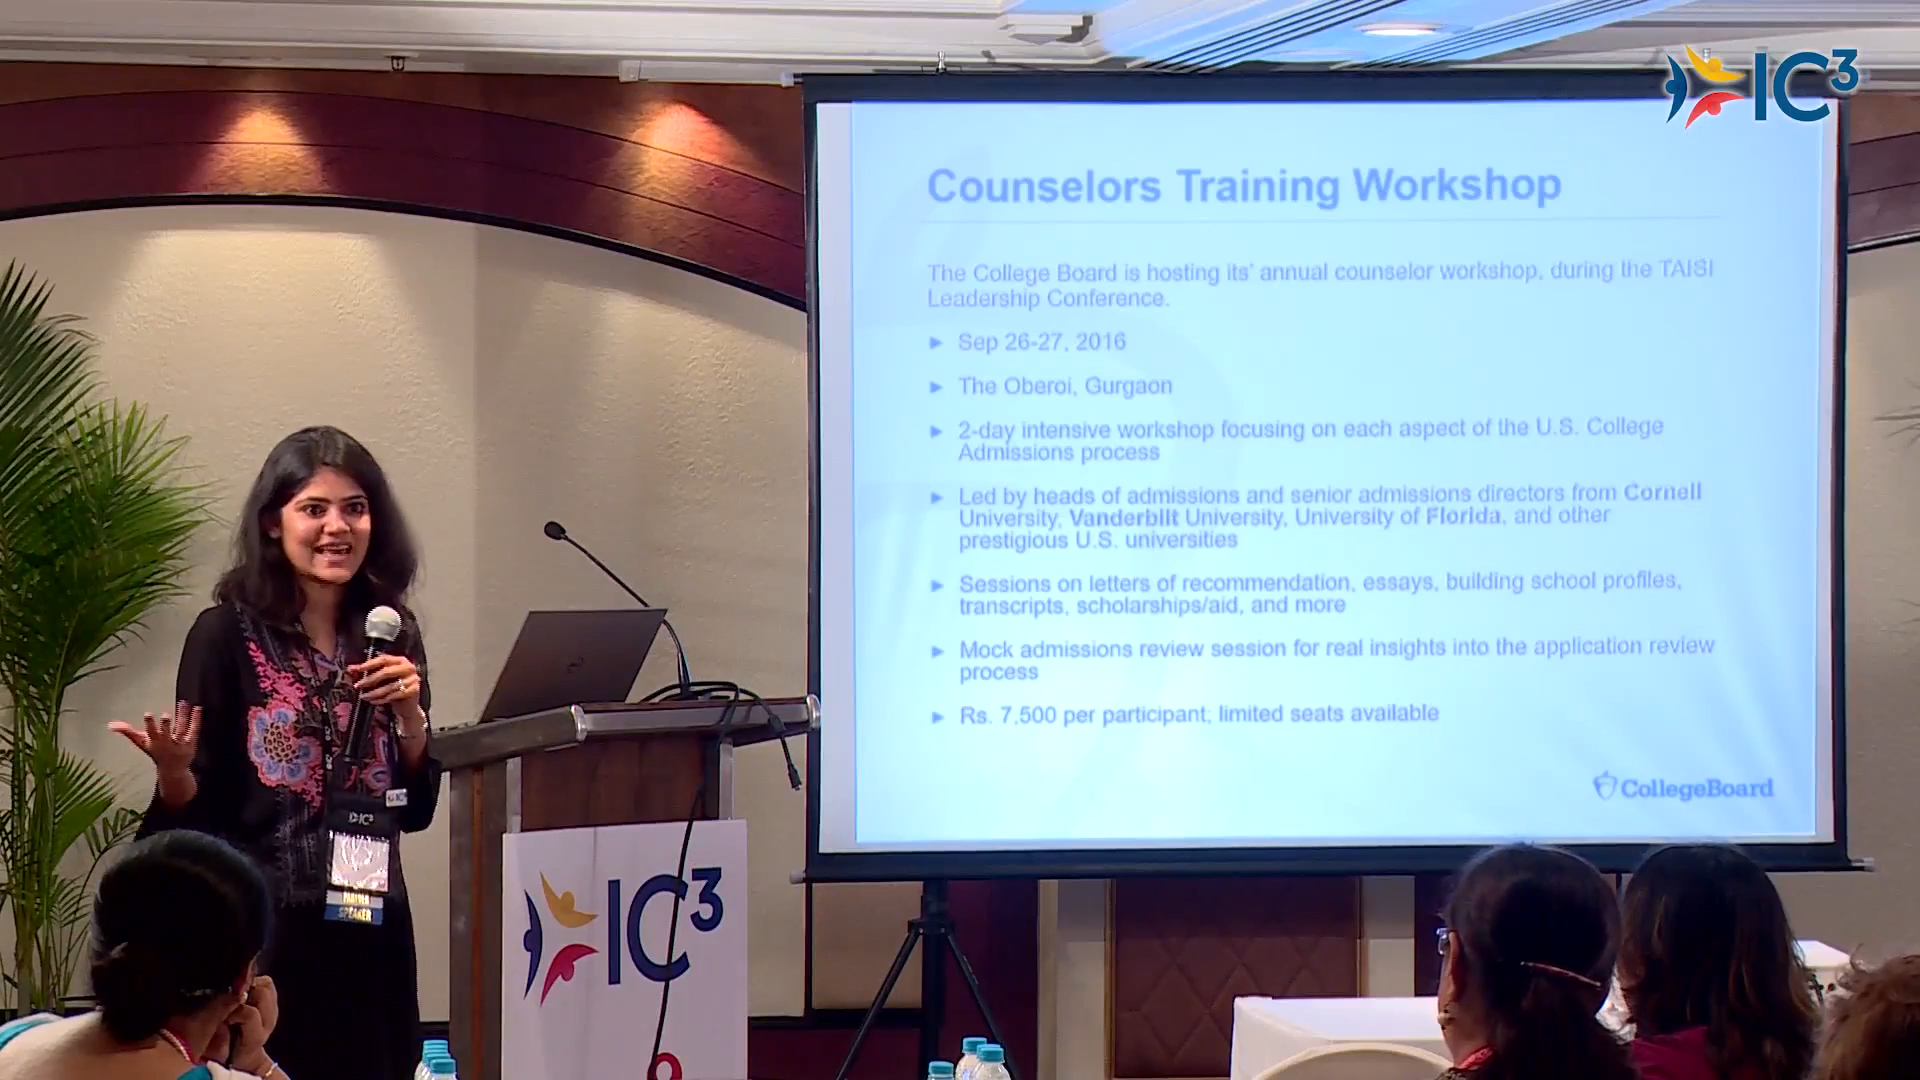 IC3
Counselors Training Workshop
The College Board is hosting its' annual counselor workshop, during the TAISI
Leadership Conference.
► Sep 26-27, 2016
► The Oberoi, Gurgaon
► 2-day intensive workshop focusing on each aspect of the U.S. College
Admissions process
► Led by heads of admissions and senior admissions directors from Cornell
University, Vanderbilt University, University of Florida, and other
prestigious U.S. universities
► Sessions on letters of recommendation, essays, building school profiles,
transcripts, scholarships/aid, and more
► Mock admissions review session for real insights into the application review
process
► Rs. 7,500 per participant; limited seats available
CollegeBoard
IC3
IC3
SPEAKER
IC3